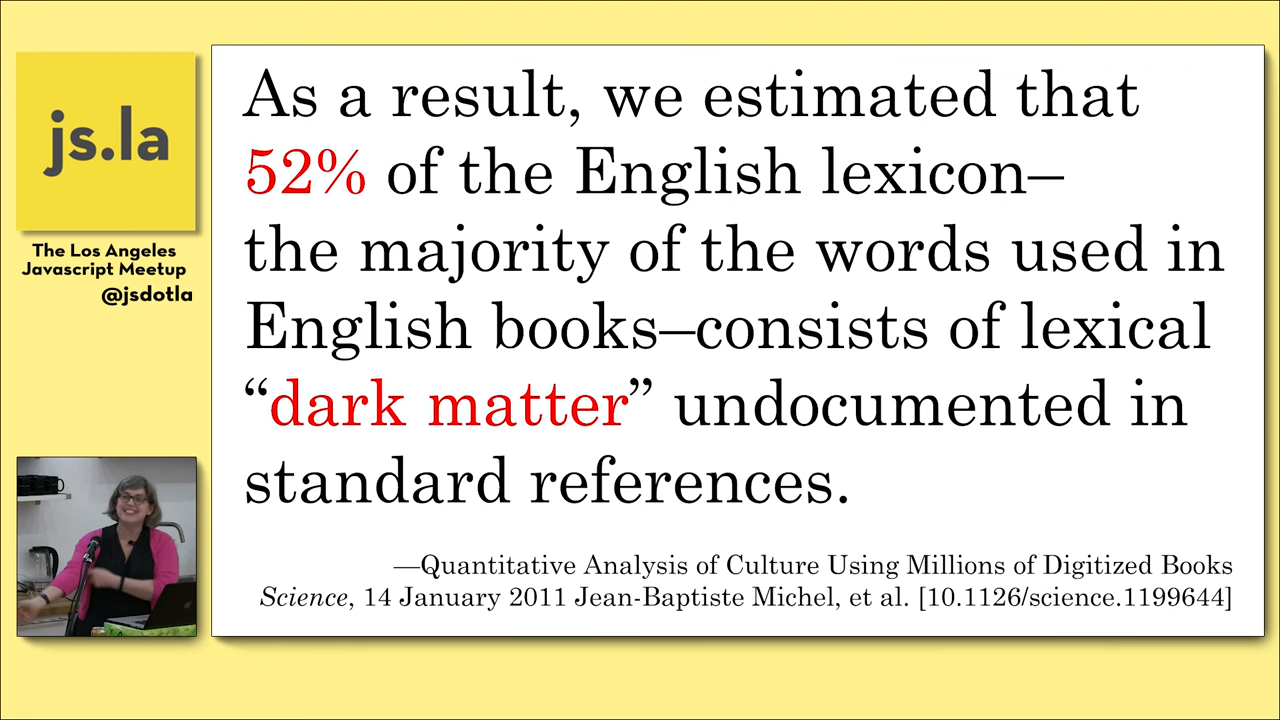 js.la
The Los Angeles
Javascript Meetup
@jsdotla
As a result, we estimated that
52% of the English lexicon–
the majority of the words used in
English books–consists of lexical
“dark matter” undocumented in
standard references.
—Quantitative Analysis of Culture Using Millions of Digitized Books
Science, 14 January 2011 Jean-Baptiste Michel, et al. [10.1126/science.1199644]